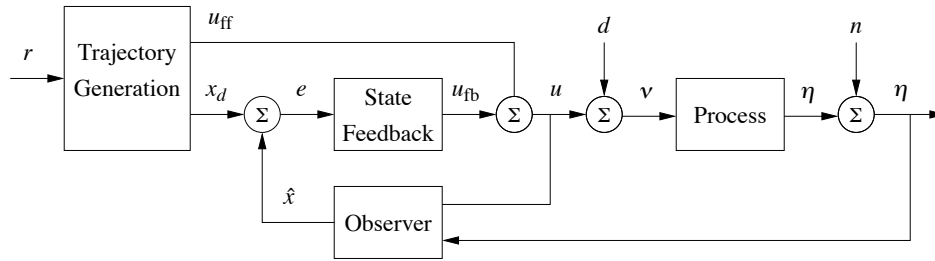 u_ff
d
n
r
Trajectory
Generation
x_d
e
State
Feedback
u_fb
u
ν
Process
η
η
Σ
Σ
Σ
Σ
x̂
Observer